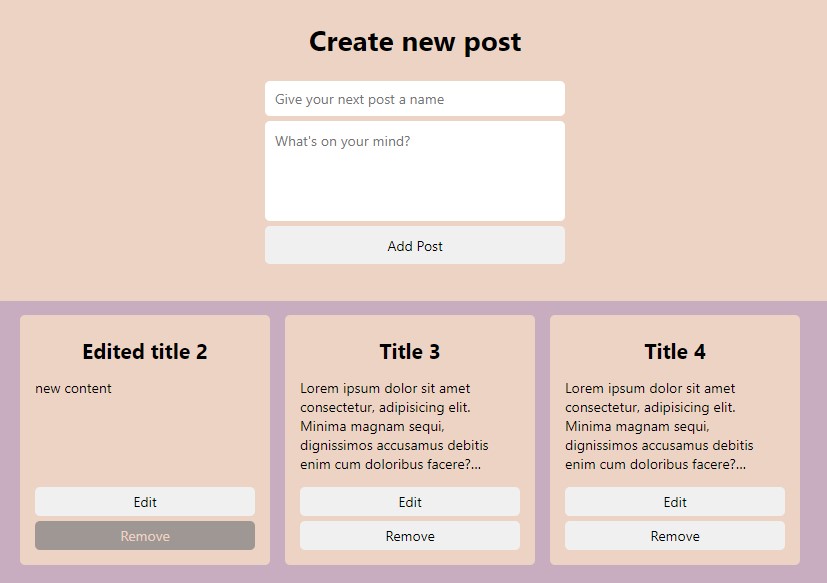 Create new post
Give your next post a name
What's on your mind?
Add Post
Edited title 2
new content
Edit
Remove
Title 3
Lorem ipsum dolor sit amet
consectetur, adipisicing elit.
Minima magnam sequi,
dignissimos accusamus debitis
enim cum doloribus facere?...
Edit
Remove
Title 4
Lorem ipsum dolor sit amet
consectetur, adipisicing elit.
Minima magnam sequi,
dignissimos accusamus debitis
enim cum doloribus facere?...
Edit
Remove